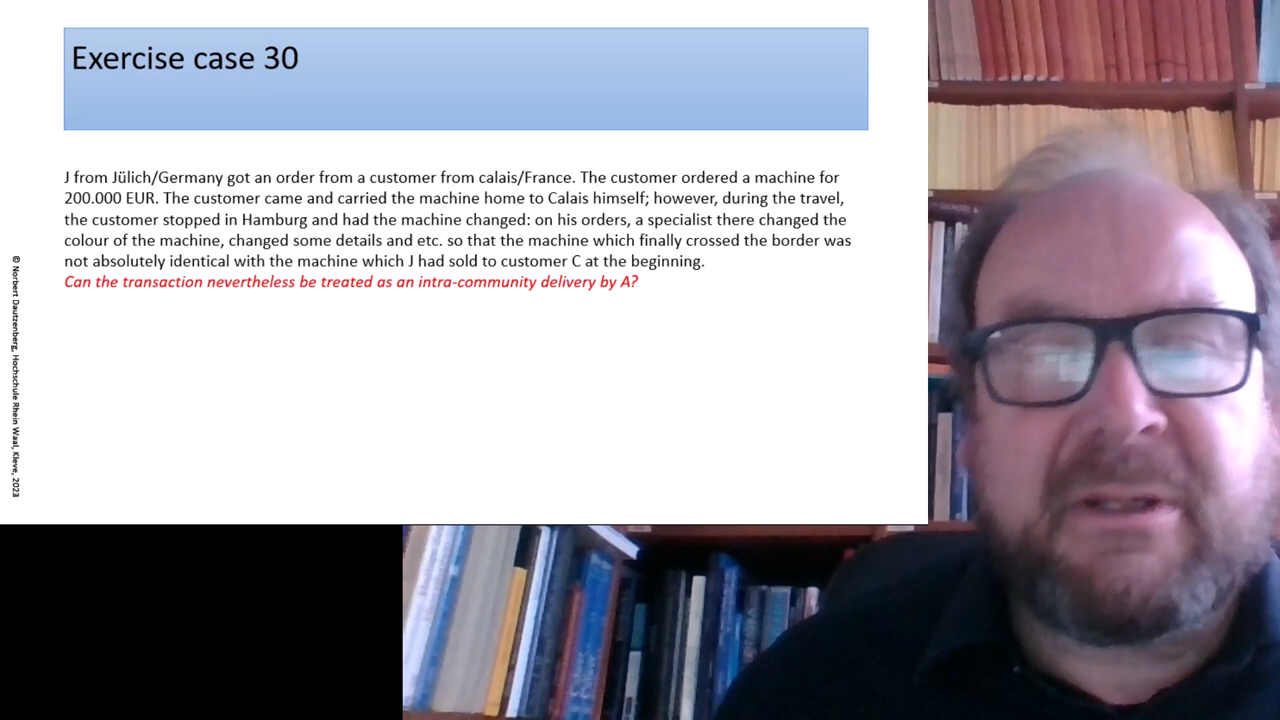 Exercise case 30
J from Jülich/Germany got an order from a customer from calais/France. The customer ordered a machine for
200.000 EUR. The customer came and carried the machine home to Calais himself; however, during the travel,
the customer stopped in Hamburg and had the machine changed: on his orders, a specialist there changed the
colour of the machine, changed some details and etc. so that the machine which finally crossed the border was
not absolutely identical with the machine which J had sold to customer C at the beginning.
Can the transaction nevertheless be treated as an intra-community delivery by A?
© Norbert Dautzenberg, Hochschule Rhein Waal, Kleve, 2023